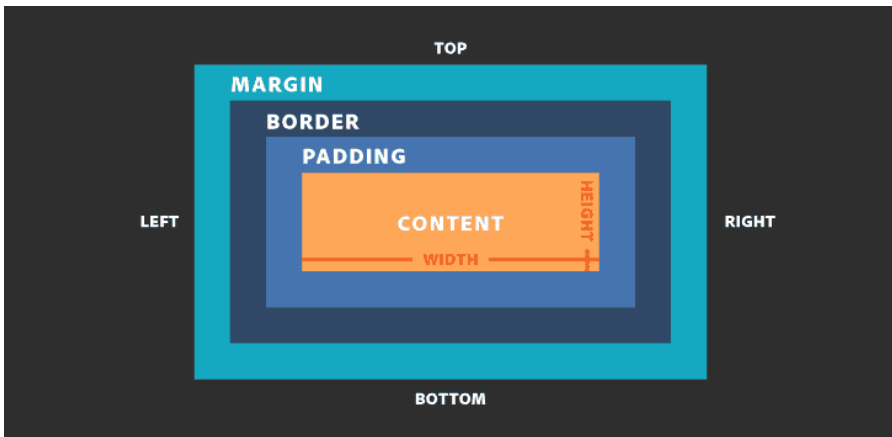 TOP
MARGIN
BORDER
PADDING
HEIGHT
LEFT
CONTENT
RIGHT
WIDTH
BOTTOM